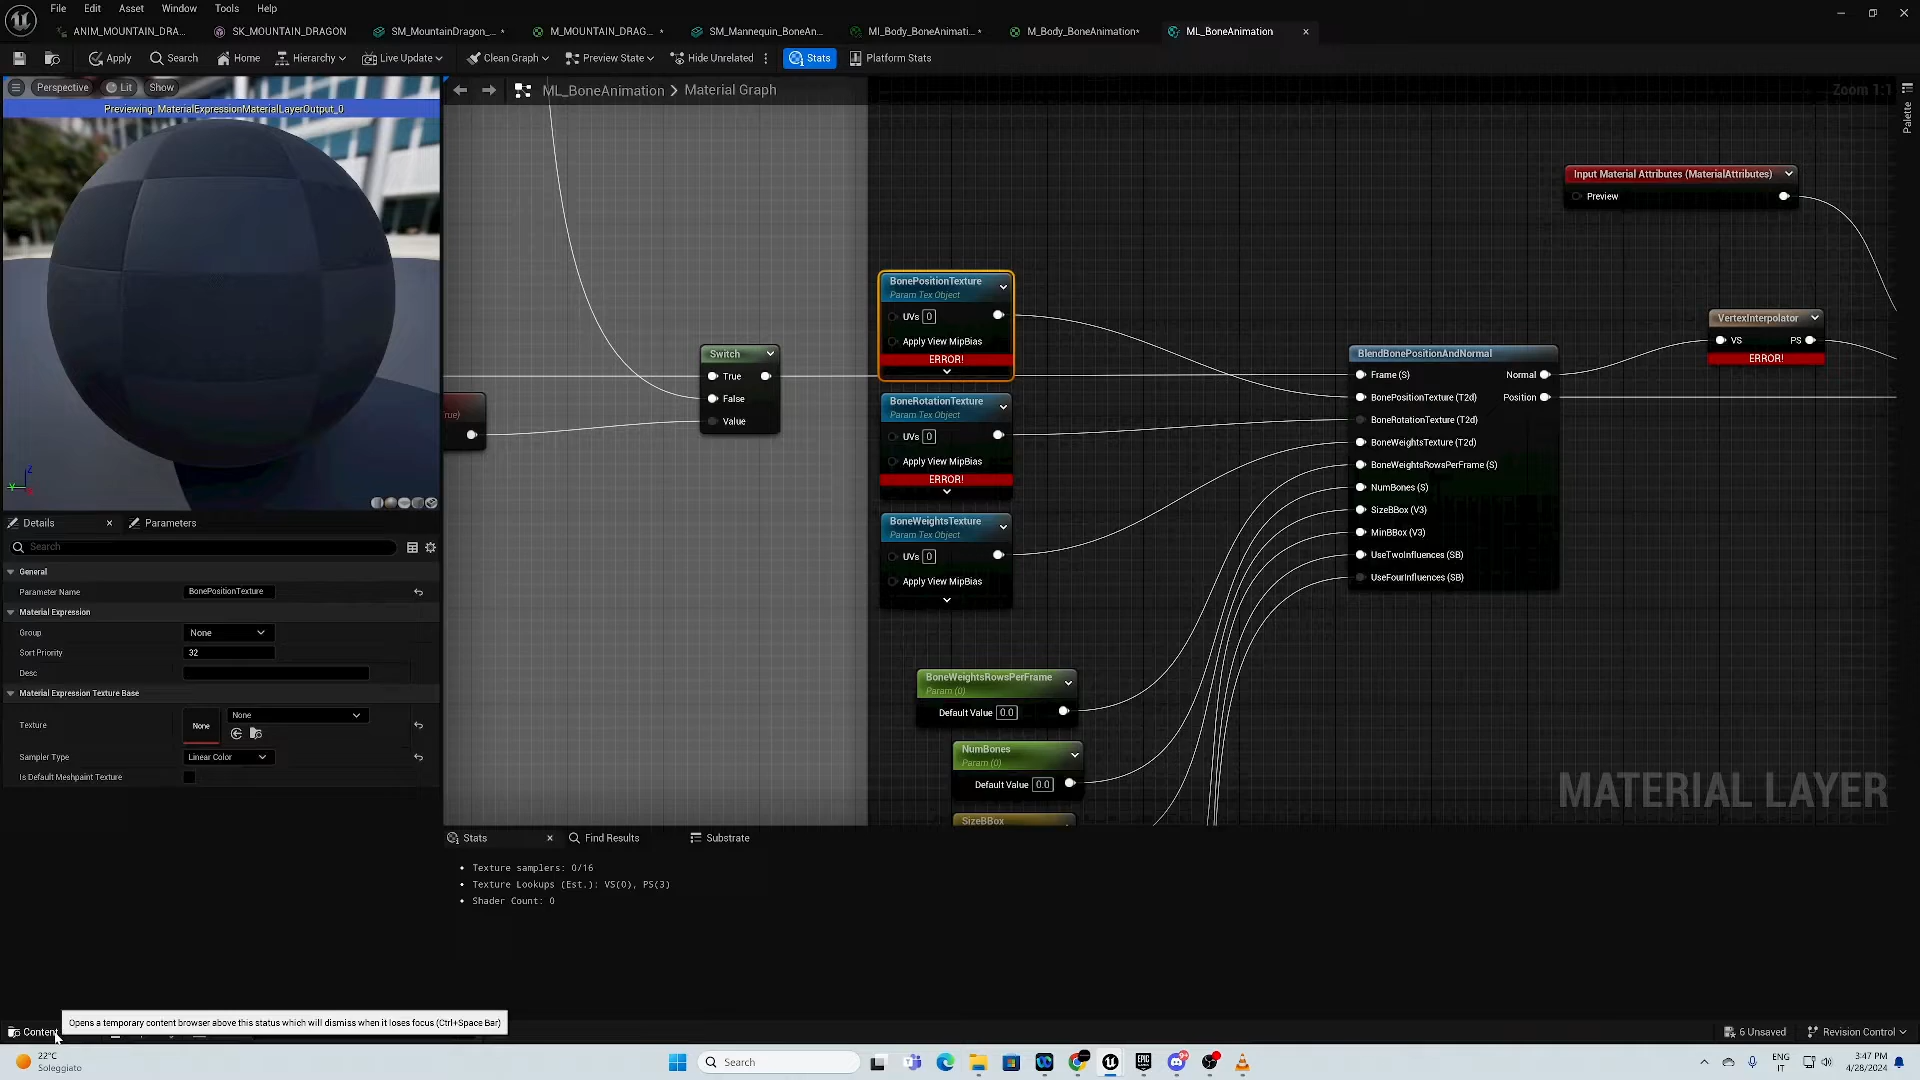 File Edit Asset Window Tools Help
ANIM_MOUNTAIN_DRA... SK_MOUNTAIN_DRAGON SM_MountainDragon_... * M_MOUNTAIN_DRAG... * SM_Mannequin_BoneAn... MI_Body_BoneAnimati... * M_Body_BoneAnimation* ML_BoneAnimation
Apply Search Home Hierarchy Live Update Clean Graph Preview State Hide Unrelated Stats Platform Stats
Perspective Lit Show
ML_BoneAnimation > Material Graph
Zoom 1:1
Palette
Previewing: MaterialExpressionMaterialLayerOutput_0
Input Material Attributes (MaterialAttributes)
Preview
BonePositionTexture
Param Tex Object
UVs 0
Apply View MipBias
ERROR!
VertexInterpolator
VS PS
ERROR!
Switch
True
False
Value
rue)
BlendBonePositionAndNormal
Frame (S) Normal
BonePositionTexture (T2d) Position
BoneRotationTexture (T2d)
BoneWeightsTexture (T2d)
BoneWeightsRowsPerFrame (S)
NumBones (S)
SizeBBox (V3)
MinBBox (V3)
UseTwoInfluences (SB)
UseFourInfluences (SB)
BoneRotationTexture
Param Tex Object
UVs 0
Apply View MipBias
ERROR!
BoneWeightsTexture
Param Tex Object
UVs 0
Apply View MipBias
BoneWeightsRowsPerFrame
Param (0)
Default Value 0.0
NumBones
Param (0)
Default Value 0.0
SizeBBox
MATERIAL LAYER
Z
Y
Details Parameters
Search
General
Parameter Name BonePositionTexture
Material Expression
Group None
Sort Priority 32
Desc
Material Expression Texture Base
Texture None None
Sampler Type Linear Color
Is Default Meshpaint Texture
Stats Find Results Substrate
Texture samplers: 0/16
Texture Lookups (Est.): VS(0), PS(3)
Shader Count: 0
Opens a temporary content browser above this status which will dismiss when it loses focus (Ctrl+Space Bar)
Content
6 Unsaved Revision Control
22°C
Soleggiato
Search
ENG
IT
3:47 PM
4/28/2024